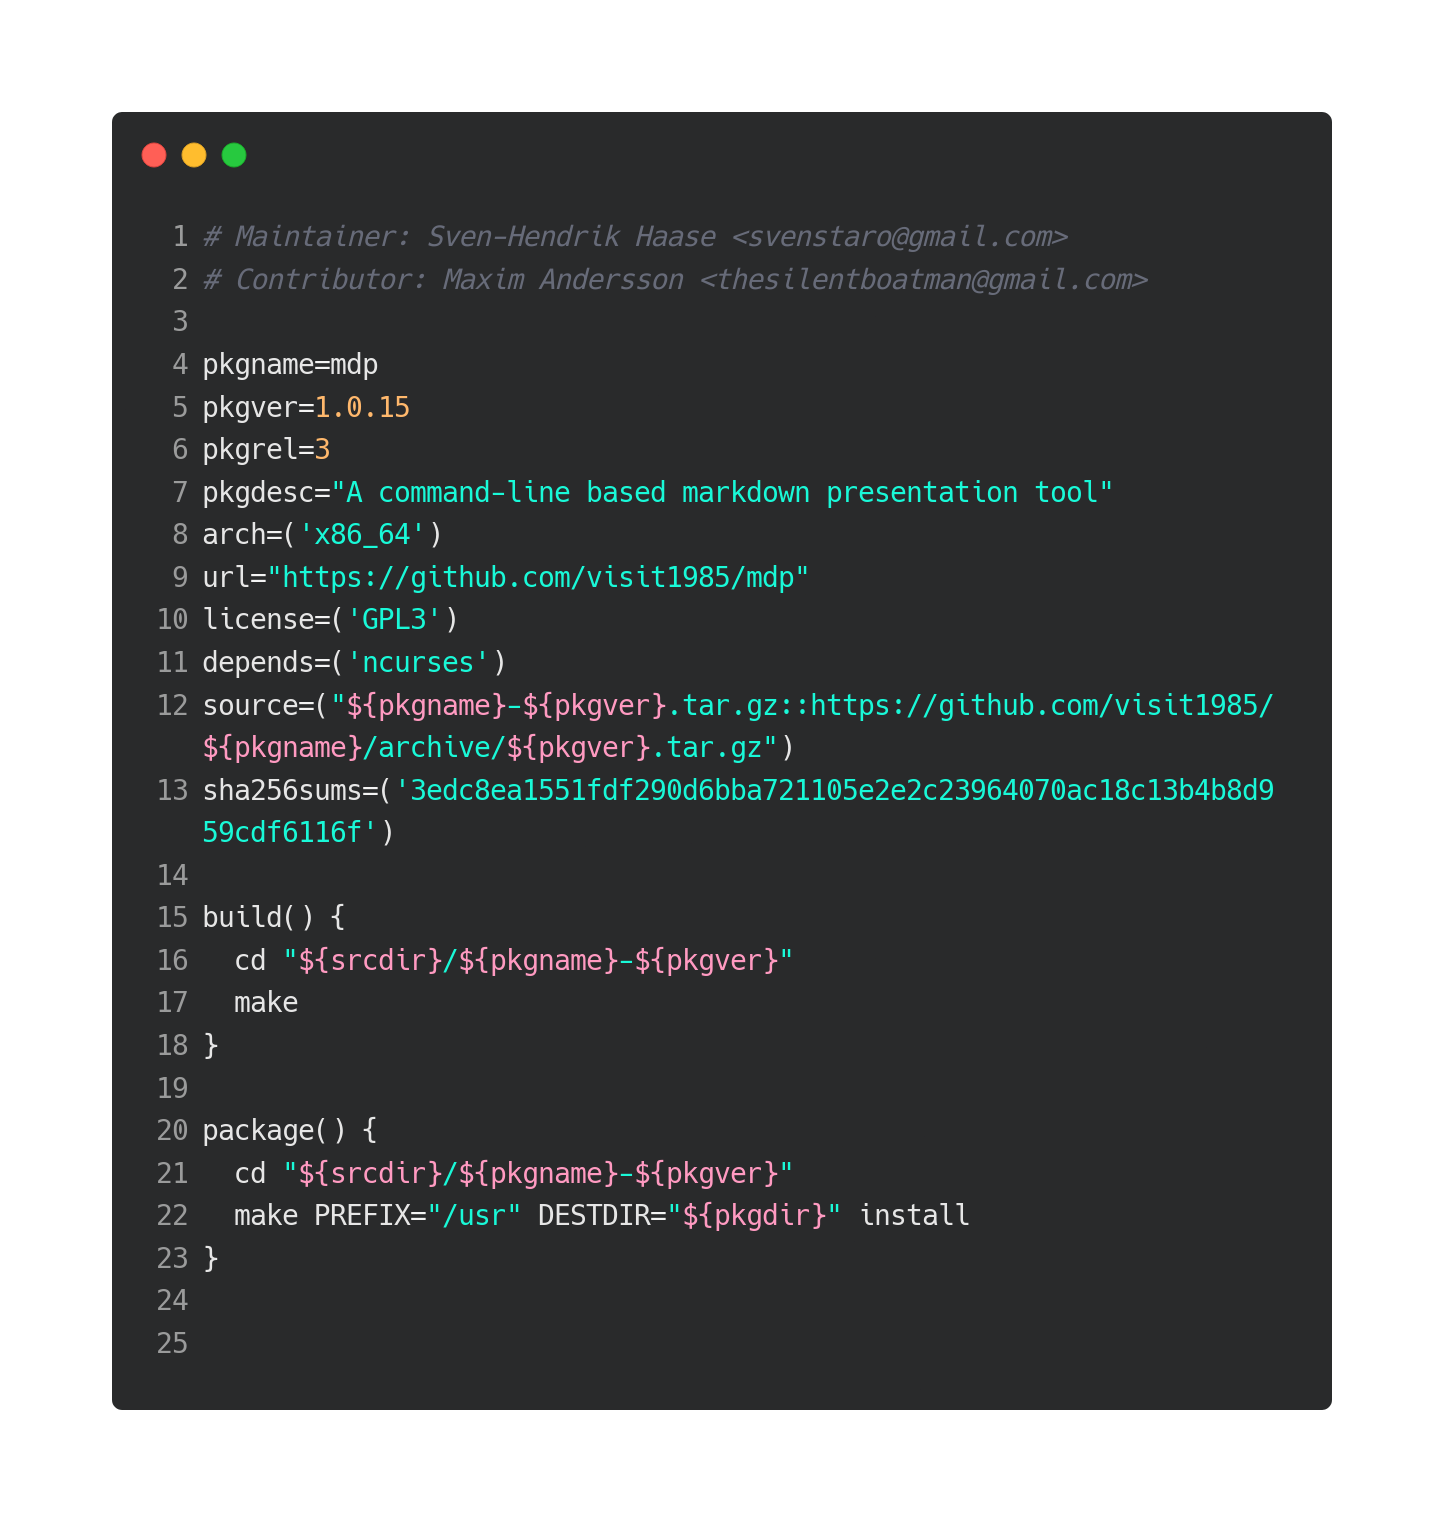 1 # Maintainer: Sven-Hendrik Haase <svenstaro@gmail.com>
2 # Contributor: Maxim Andersson <thesilentboatman@gmail.com>
3
4 pkgname=mdp
5 pkgver=1.0.15
6 pkgrel=3
7 pkgdesc="A command-line based markdown presentation tool"
8 arch=('x86_64')
9 url="https://github.com/visit1985/mdp"
10 license=('GPL3')
11 depends=('ncurses')
12 source=("${pkgname}-${pkgver}.tar.gz::https://github.com/visit1985/
${pkgname}/archive/${pkgver}.tar.gz")
13 sha256sums=('3edc8ea1551fdf290d6bba721105e2e2c23964070ac18c13b4b8d9
59cdf6116f')
14
15 build() {
16   cd "${srcdir}/${pkgname}-${pkgver}"
17   make
18 }
19
20 package() {
21   cd "${srcdir}/${pkgname}-${pkgver}"
22   make PREFIX="/usr" DESTDIR="${pkgdir}" install
23 }
24
25